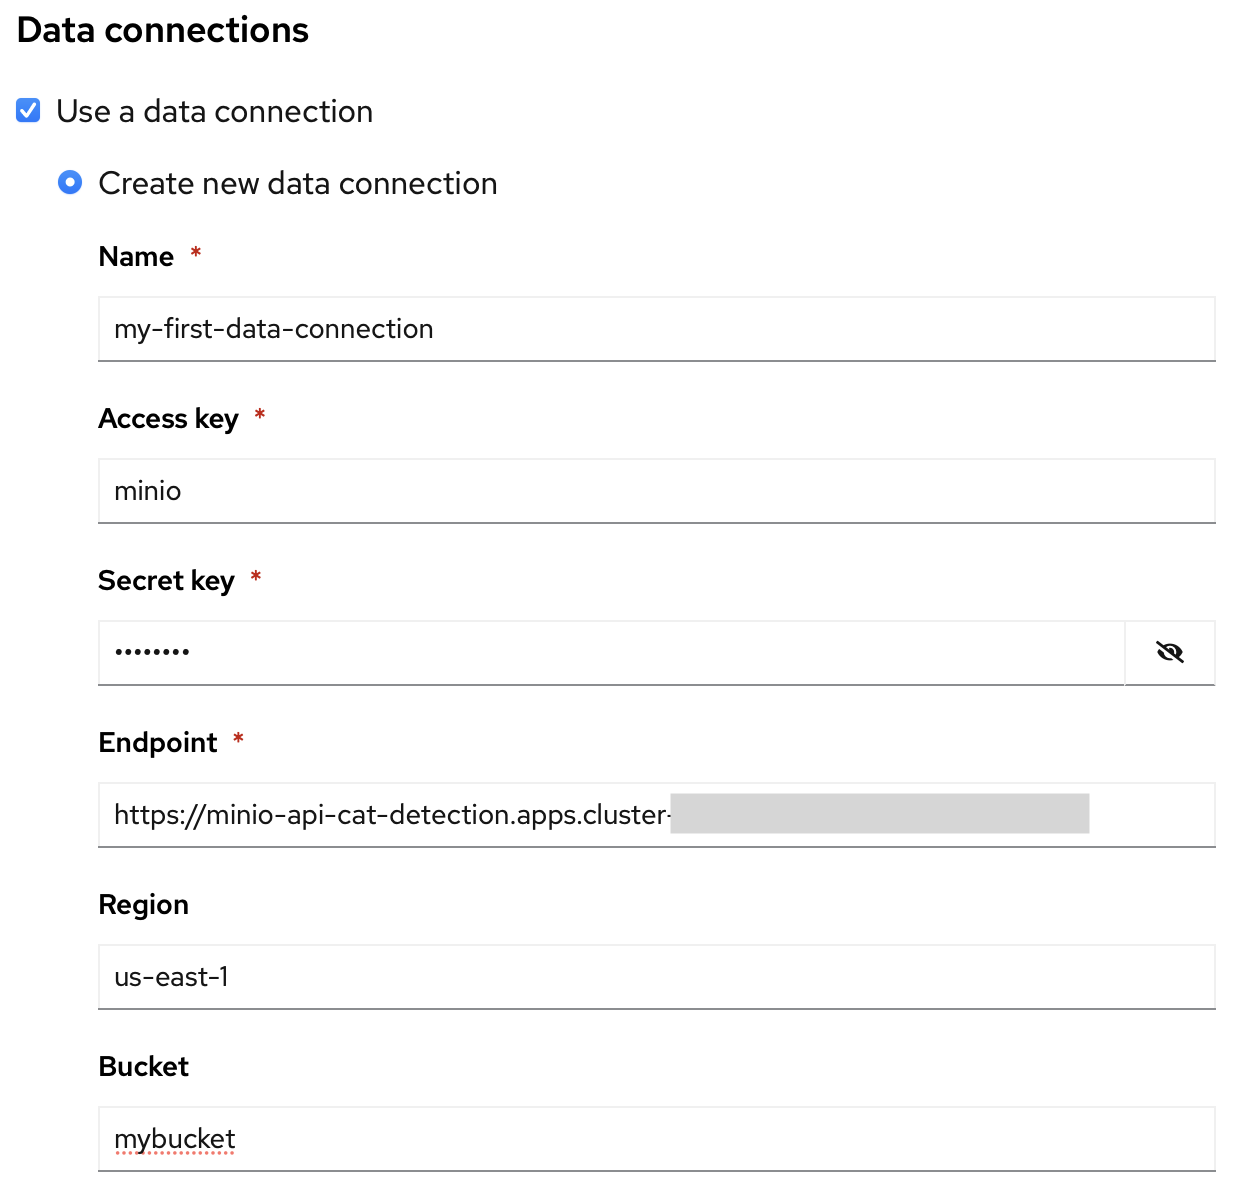 Data connections
Use a data connection
Create new data connection
Name *
my-first-data-connection
Access key *
minio
Secret key *
••••••••
Endpoint *
https://minio-api-cat-detection.apps.cluster-
Region
us-east-1
Bucket
mybucket